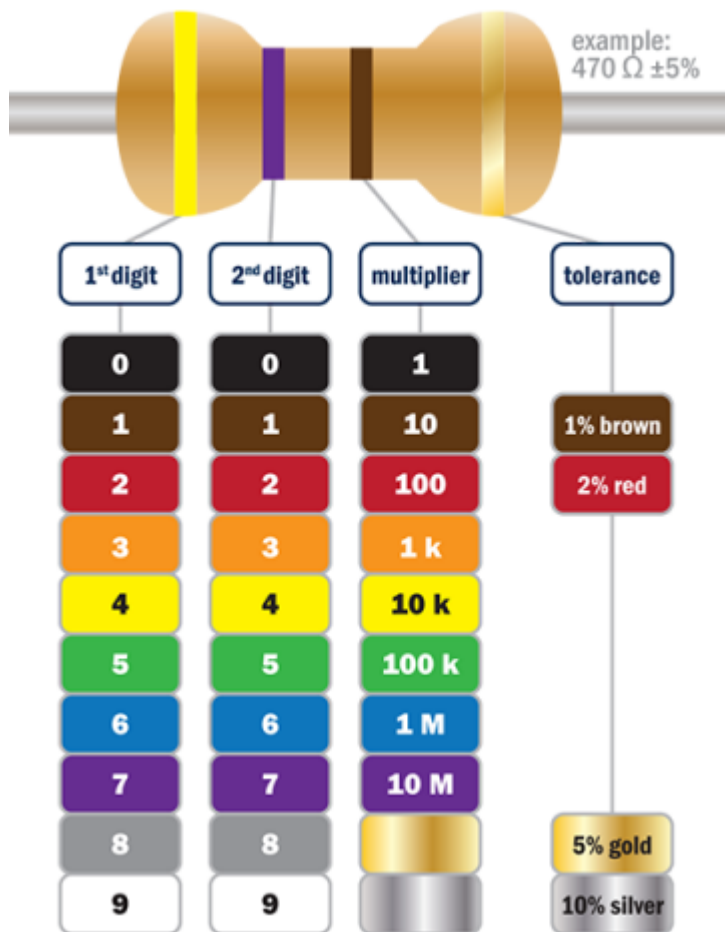 example:
470 Ω ±5%
1st digit 2nd digit multiplier tolerance
0 0 1
1 1 10 1% brown
2 2 100 2% red
3 3 1 k
4 4 10 k
5 5 100 k
6 6 1 M
7 7 10 M
8 8 5% gold
9 9 10% silver